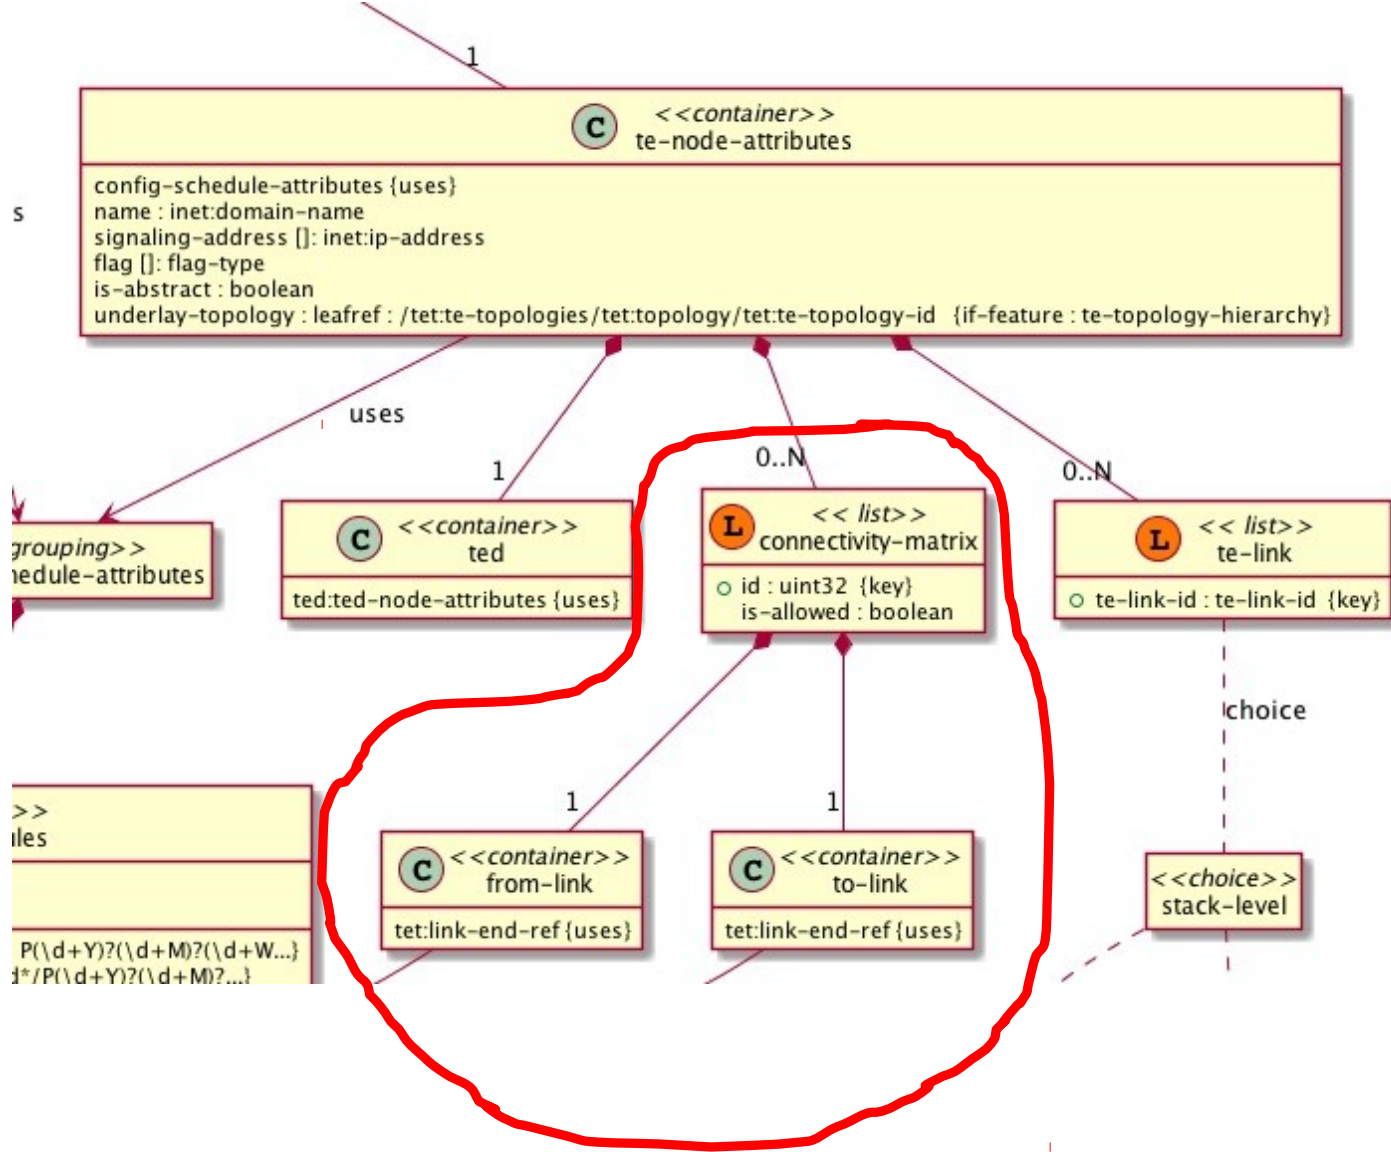 1
<<container>>
C
te-node-attributes
config-schedule-attributes {uses}
s
name : inet:domain-name
signaling-address []: inet:ip-address
flag []: flag-type
is-abstract : boolean
underlay-topology : leafref : /tet:te-topologies/tet:topology/tet:te-topology-id {if-feature : te-topology-hierarchy}
uses
1
0..N
0..N
grouping>>
hedule-attributes
C
<<container>>
ted
ted:ted-node-attributes {uses}
L
<< list>>
connectivity-matrix
id : uint32 {key}
is-allowed : boolean
L
<< list>>
te-link
te-link-id : te-link-id {key}
choice
1
1
>>
ules
C
<<container>>
from-link
tet:link-end-ref {uses}
C
<<container>>
to-link
tet:link-end-ref {uses}
<<choice>>
stack-level
P(\d+Y)?(\d+M)?(\d+W...}
d*/P(\d+Y)?(\d+M)?...}